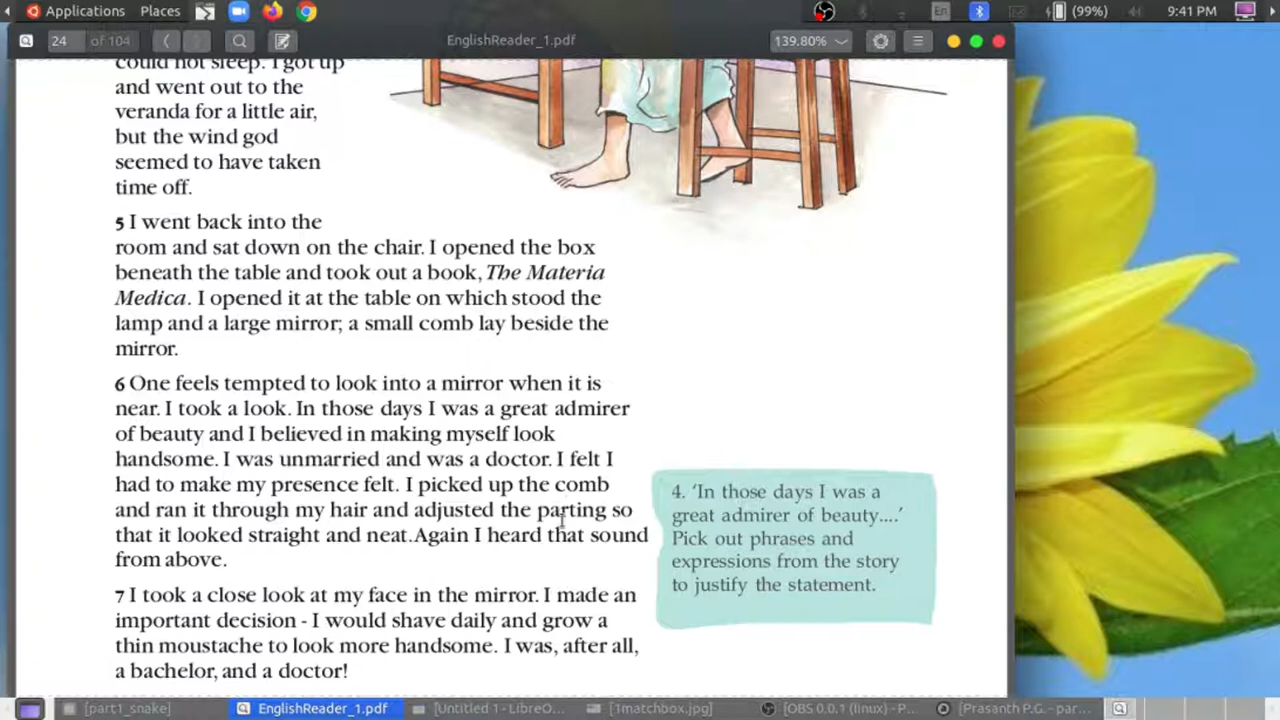 Applications Places
En
(99%)
9:41 PM
24 of 104
EnglishReader_1.pdf
139.80%
could not sleep. I got up
and went out to the
veranda for a little air,
but the wind god
seemed to have taken
time off.
5 I went back into the
room and sat down on the chair. I opened the box
beneath the table and took out a book, The Materia
Medica. I opened it at the table on which stood the
lamp and a large mirror; a small comb lay beside the
mirror.
6 One feels tempted to look into a mirror when it is
near. I took a look. In those days I was a great admirer
of beauty and I believed in making myself look
handsome. I was unmarried and was a doctor. I felt I
had to make my presence felt. I picked up the comb
and ran it through my hair and adjusted the parting so
that it looked straight and neat. Again I heard that sound
from above.
4. ‘In those days I was a
great admirer of beauty....’
Pick out phrases and
expressions from the story
to justify the statement.
7 I took a close look at my face in the mirror. I made an
important decision - I would shave daily and grow a
thin moustache to look more handsome. I was, after all,
a bachelor, and a doctor!
[part1_snake]
EnglishReader_1.pdf
[Untitled 1 - LibreO...
[1matchbox.jpg]
[OBS 0.0.1 (linux) - P...
[Prasanth P.G. - par...